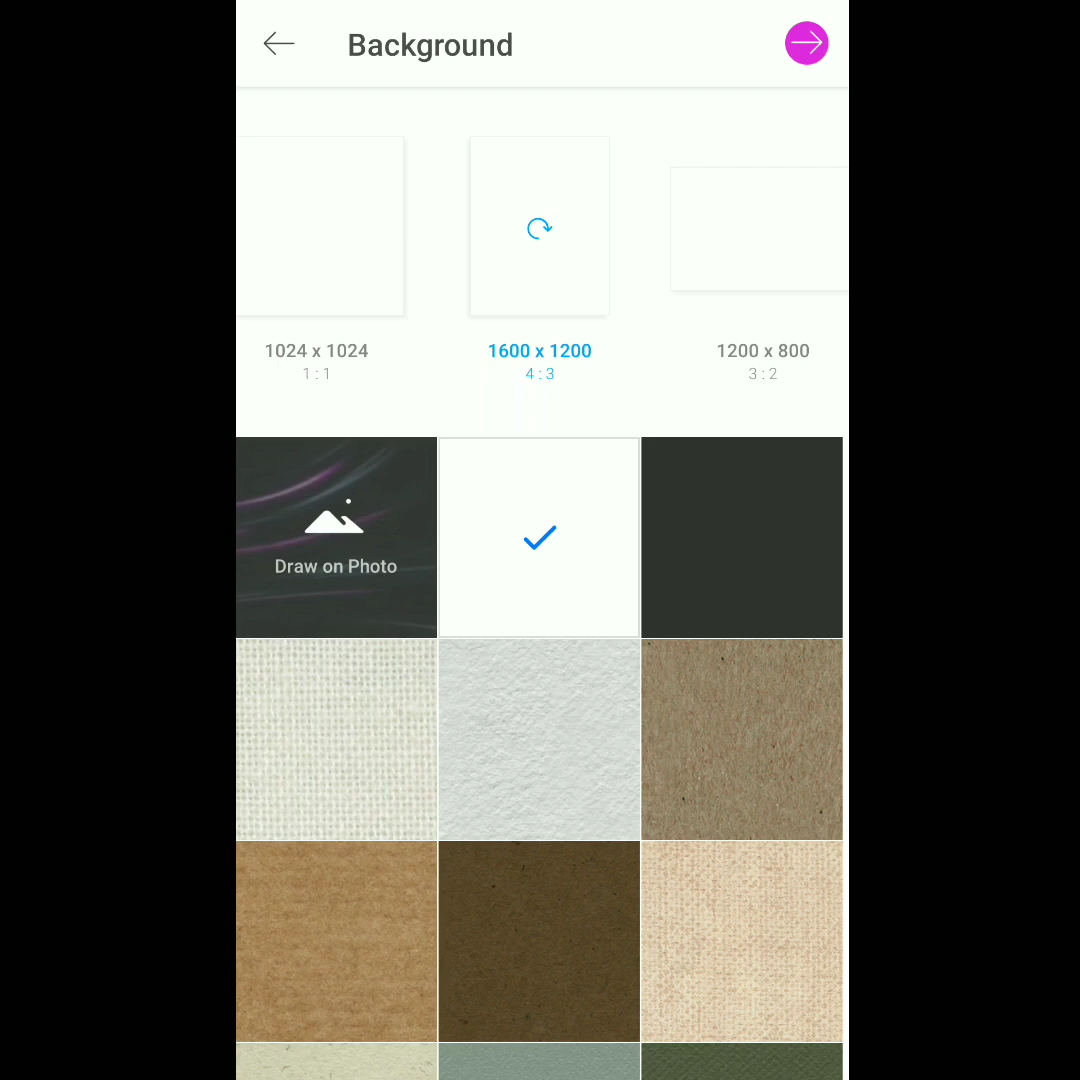 Background
1024 x 1024
1 : 1
1600 x 1200
4 : 3
1200 x 800
3 : 2
Draw on Photo